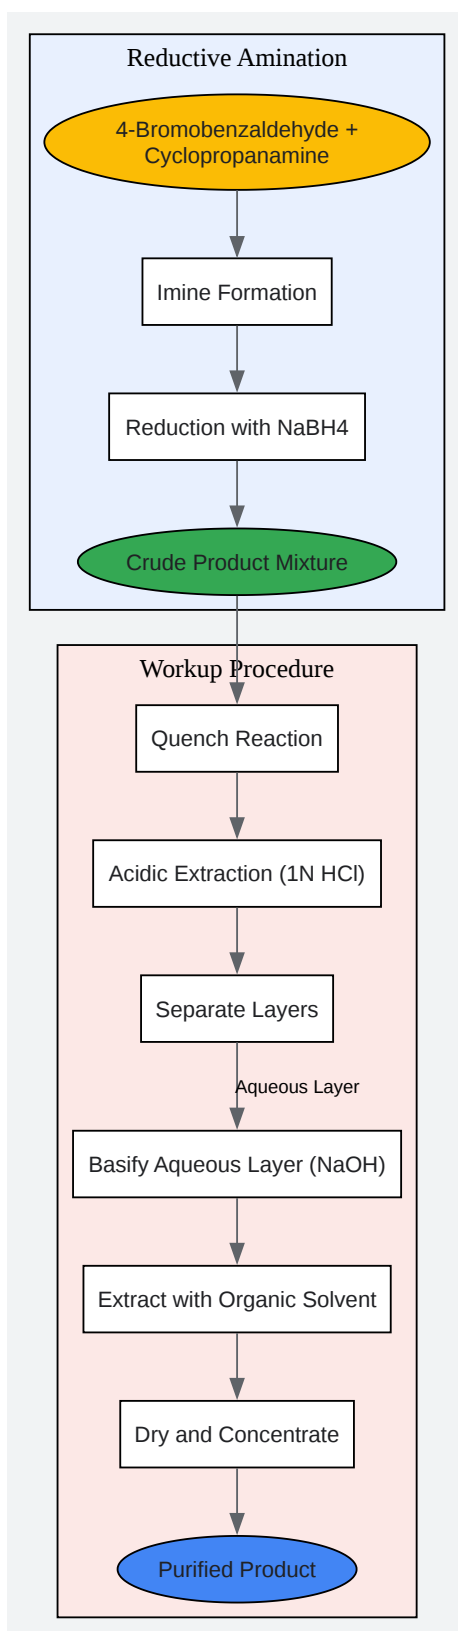 Reductive Amination
4-Bromobenzaldehyde +
Cyclopropanamine
Imine Formation
Reduction with NaBH4
Crude Product Mixture
Workup Procedure
Quench Reaction
Acidic Extraction (1N HCl)
Separate Layers
Aqueous Layer
Basify Aqueous Layer (NaOH)
Extract with Organic Solvent
Dry and Concentrate
Purified Product